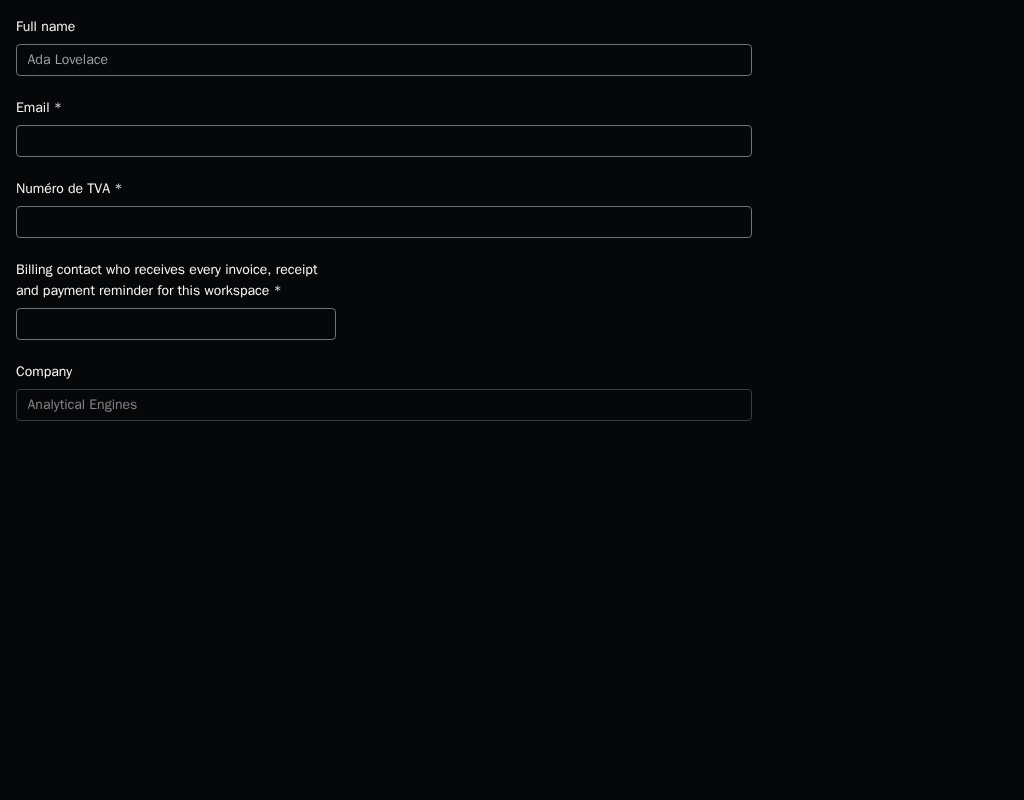 Full name
Ada Lovelace
Email *
Numéro de TVA *
Billing contact who receives every invoice, receipt
and payment reminder for this workspace *
Company
Analytical Engines